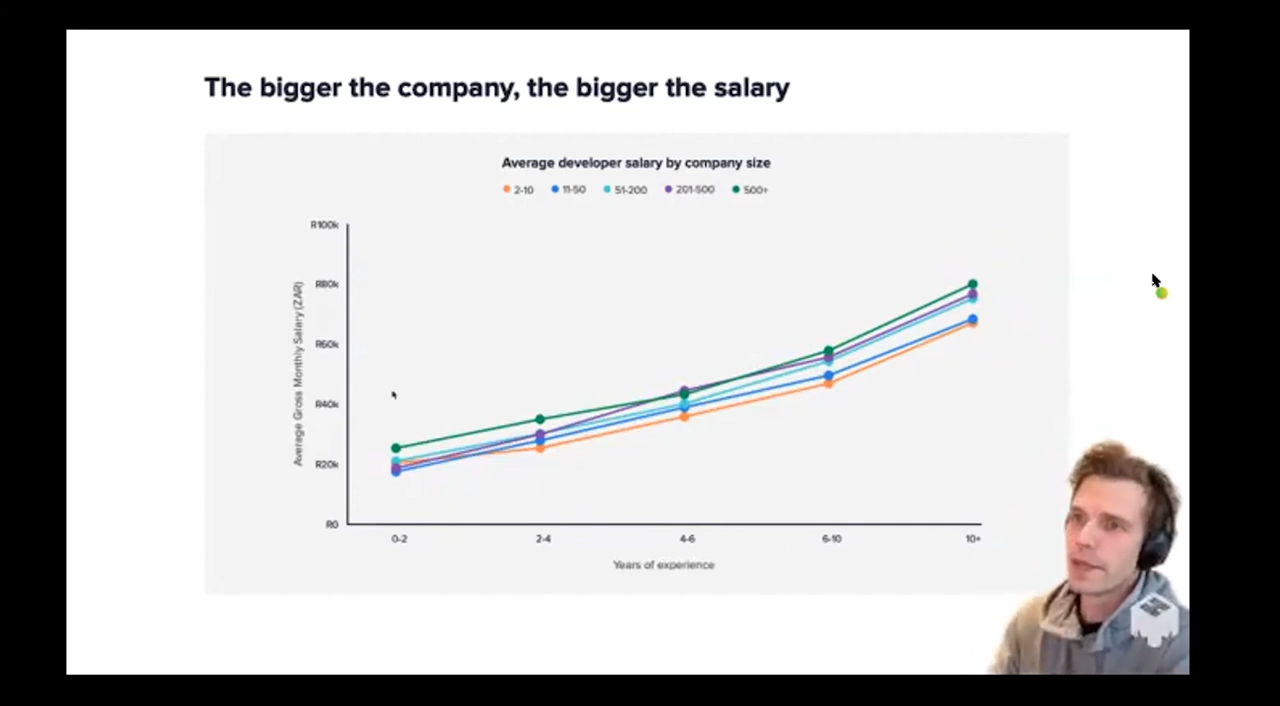 The bigger the company, the bigger the salary
Average developer salary by company size
2-10 11-50 51-200 201-500 500+
R100k
R80k
R60k
R40k
R20k
R0
Average Gross Monthly Salary (ZAR)
0-2 2-4 4-6 6-10 10+
Years of experience